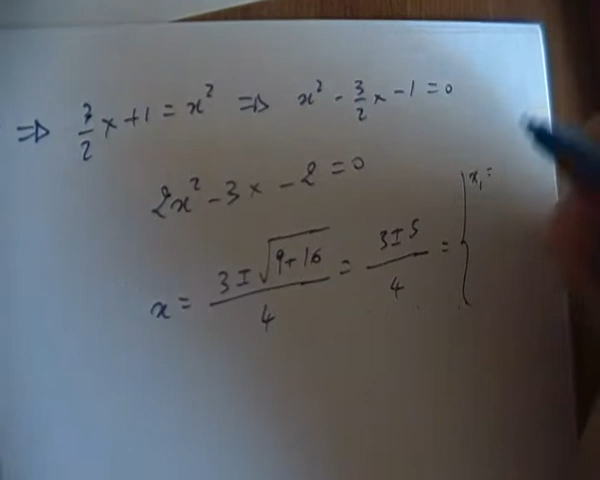 ⇒ 3/2 x + 1 = x² ⇒ x² - 3/2 x - 1 = 0
2x² - 3x - 2 = 0
x = (3 ± √(9+16))/4 = (3 ± 5)/4 = { x₁ =